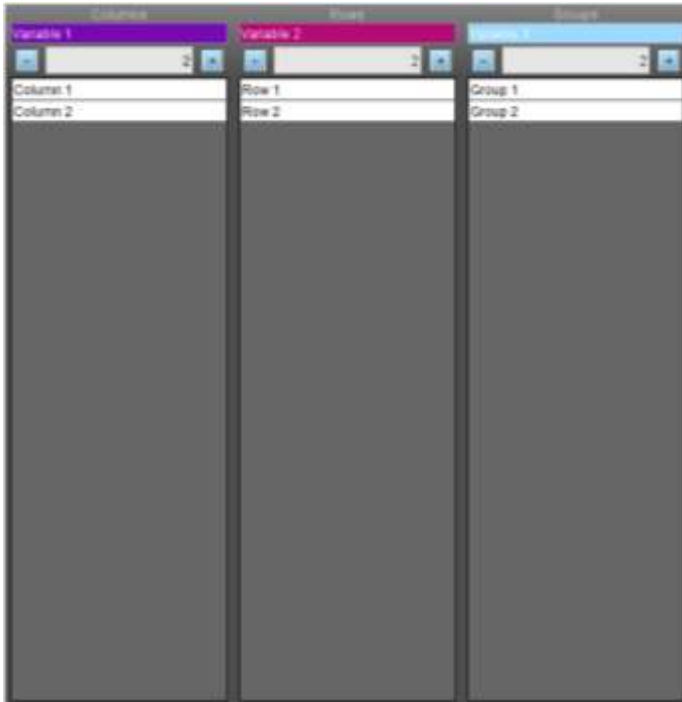 Columns
Variable 1
- 2 +
Column 1
Column 2
Rows
Variable 2
- 2 +
Row 1
Row 2
Groups
Variable 3
- 2 +
Group 1
Group 2